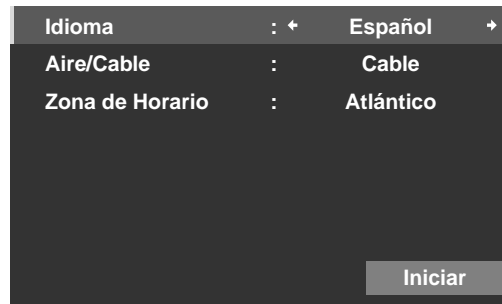 Idioma : Español
Aire/Cable : Cable
Zona de Horario : Atlántico
Iniciar